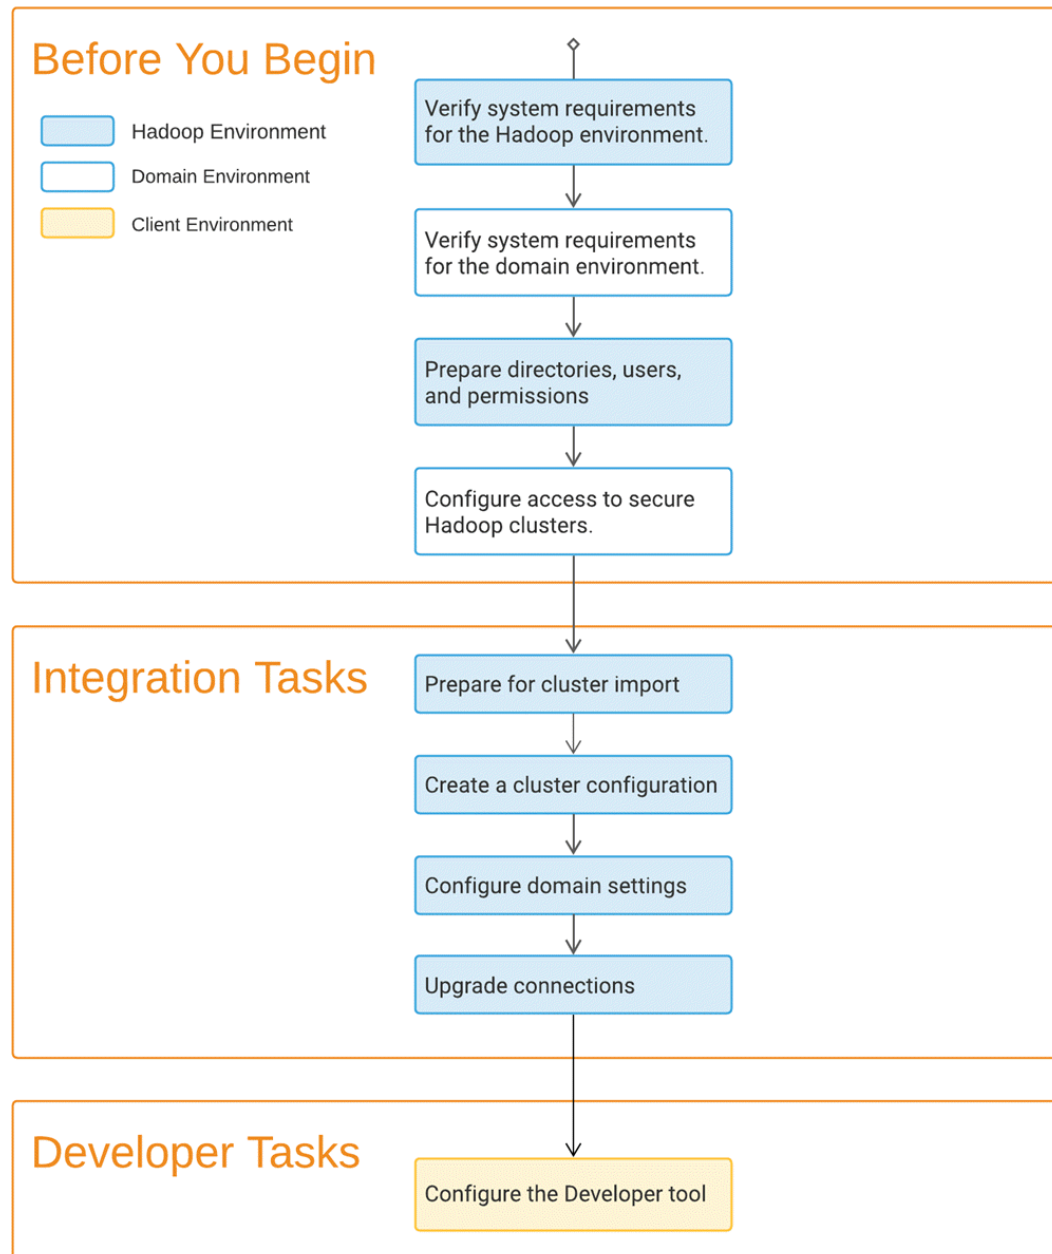 Before You Begin
Hadoop Environment
Domain Environment
Client Environment
Verify system requirements
for the Hadoop environment.
Verify system requirements
for the domain environment.
Prepare directories, users,
and permissions
Configure access to secure
Hadoop clusters.
Integration Tasks
Prepare for cluster import
Create a cluster configuration
Configure domain settings
Upgrade connections
Developer Tasks
Configure the Developer tool